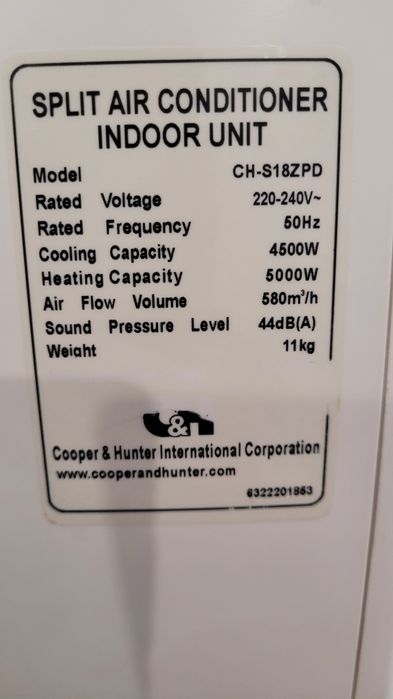 SPLIT AIR CONDITIONER
INDOOR UNIT
Model CH-S18ZPD
Rated Voltage 220-240V~
Rated Frequency 50Hz
Cooling Capacity 4500W
Heating Capacity 5000W
Air Flow Volume 580m³/h
Sound Pressure Level 44dB(A)
Weight 11kg
Cooper & Hunter International Corporation
www.cooperandhunter.com
6322201853